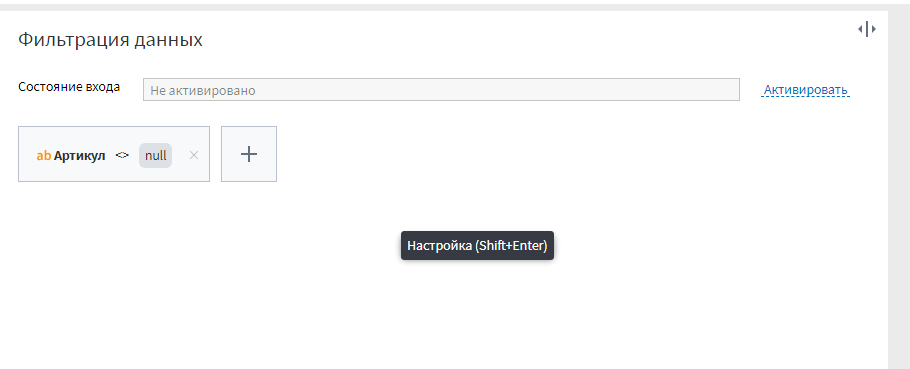 Фильтрация данных
Состояние входа Не активировано Активировать
ab Артикул <> null
Настройка (Shift+Enter)